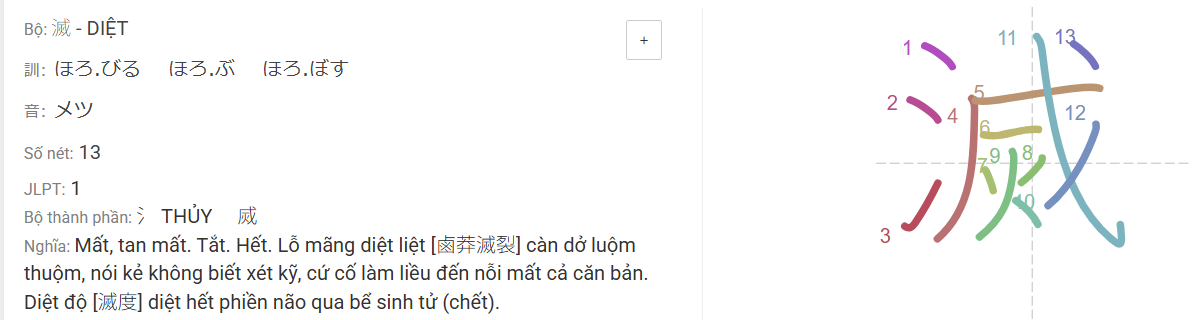 Bộ: 滅 - DIỆT
+
訓: ほろ.びる ほろ.ぶ ほろ.ぼす
音: メツ
Số nét: 13
JLPT: 1
Bộ thành phần: 氵 THỦY 烕
Nghĩa: Mất, tan mất. Tắt. Hết. Lỗ mãng diệt liệt [鹵莽滅裂] càn dở luộm
thuộm, nói kẻ không biết xét kỹ, cứ cố làm liều đến nỗi mất cả căn bản.
Diệt độ [滅度] diệt hết phiền não qua bể sinh tử (chết).
滅
1
2
3
4
5
6
7
8
9
10
11
12
13